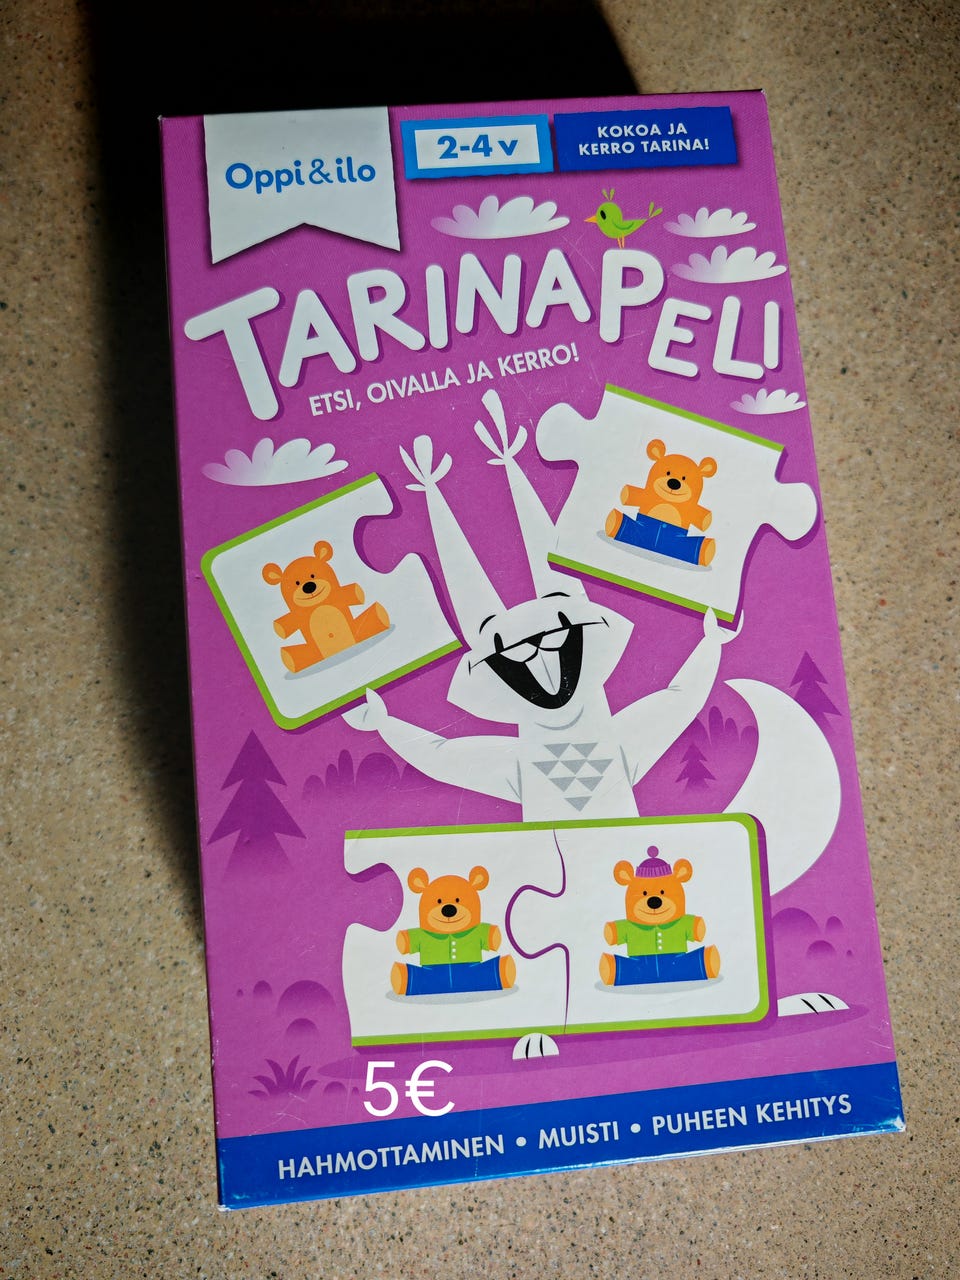 Oppi&ilo
2-4 v
KOKOA JA
KERRO TARINA!
TARINAPELI
ETSI, OIVALLA JA KERRO!
5€
HAHMOTTAMINEN • MUISTI • PUHEEN KEHITYS